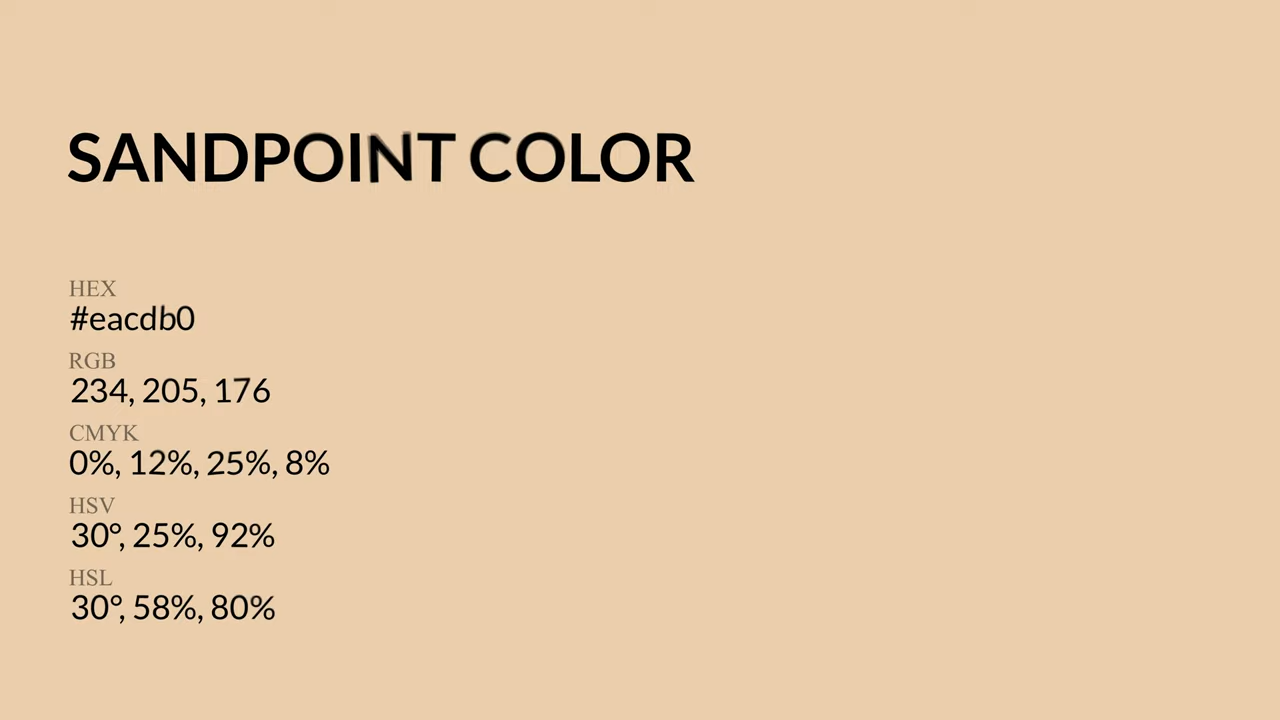 SANDPOINT COLOR
HEX
#eacdb0
RGB
234, 205, 176
CMYK
0%, 12%, 25%, 8%
HSV
30°, 25%, 92%
HSL
30°, 58%, 80%